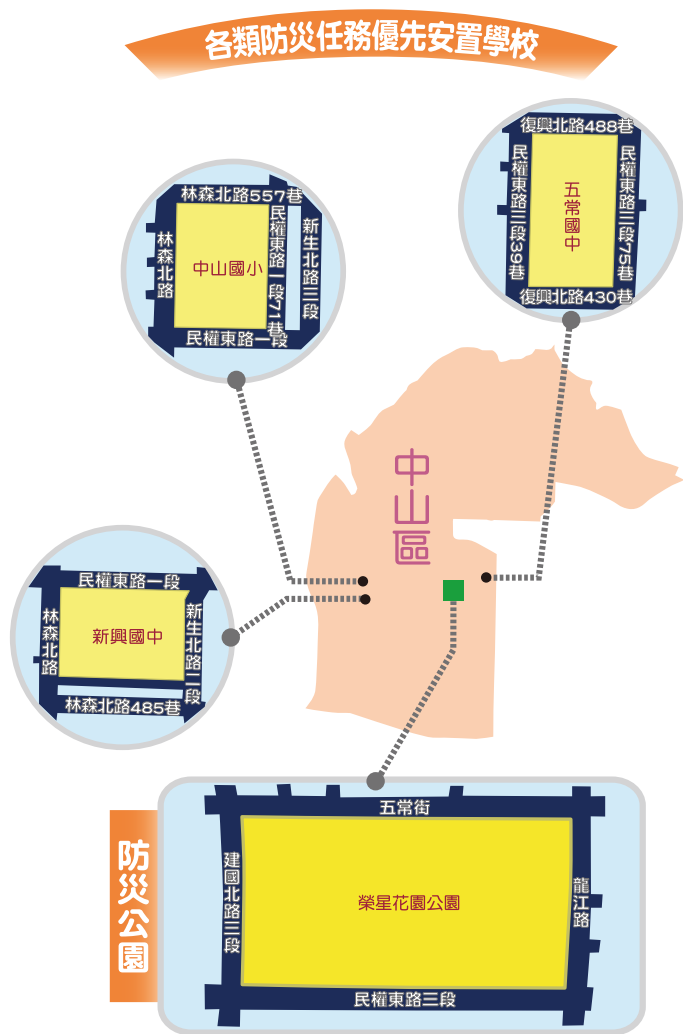 各類防災任務優先安置學校
復興北路488巷
民權東路三段39巷
五常國中
民權東路三段75巷
復興北路430巷
林森北路557巷
林森北路
中山國小
民權東路一段71巷
新生北路三段
民權東路一段
中山區
民權東路一段
林森北路
新興國中
新生北路二段
林森北路485巷
防災公園
五常街
建國北路三段
榮星花園公園
龍江路
民權東路三段